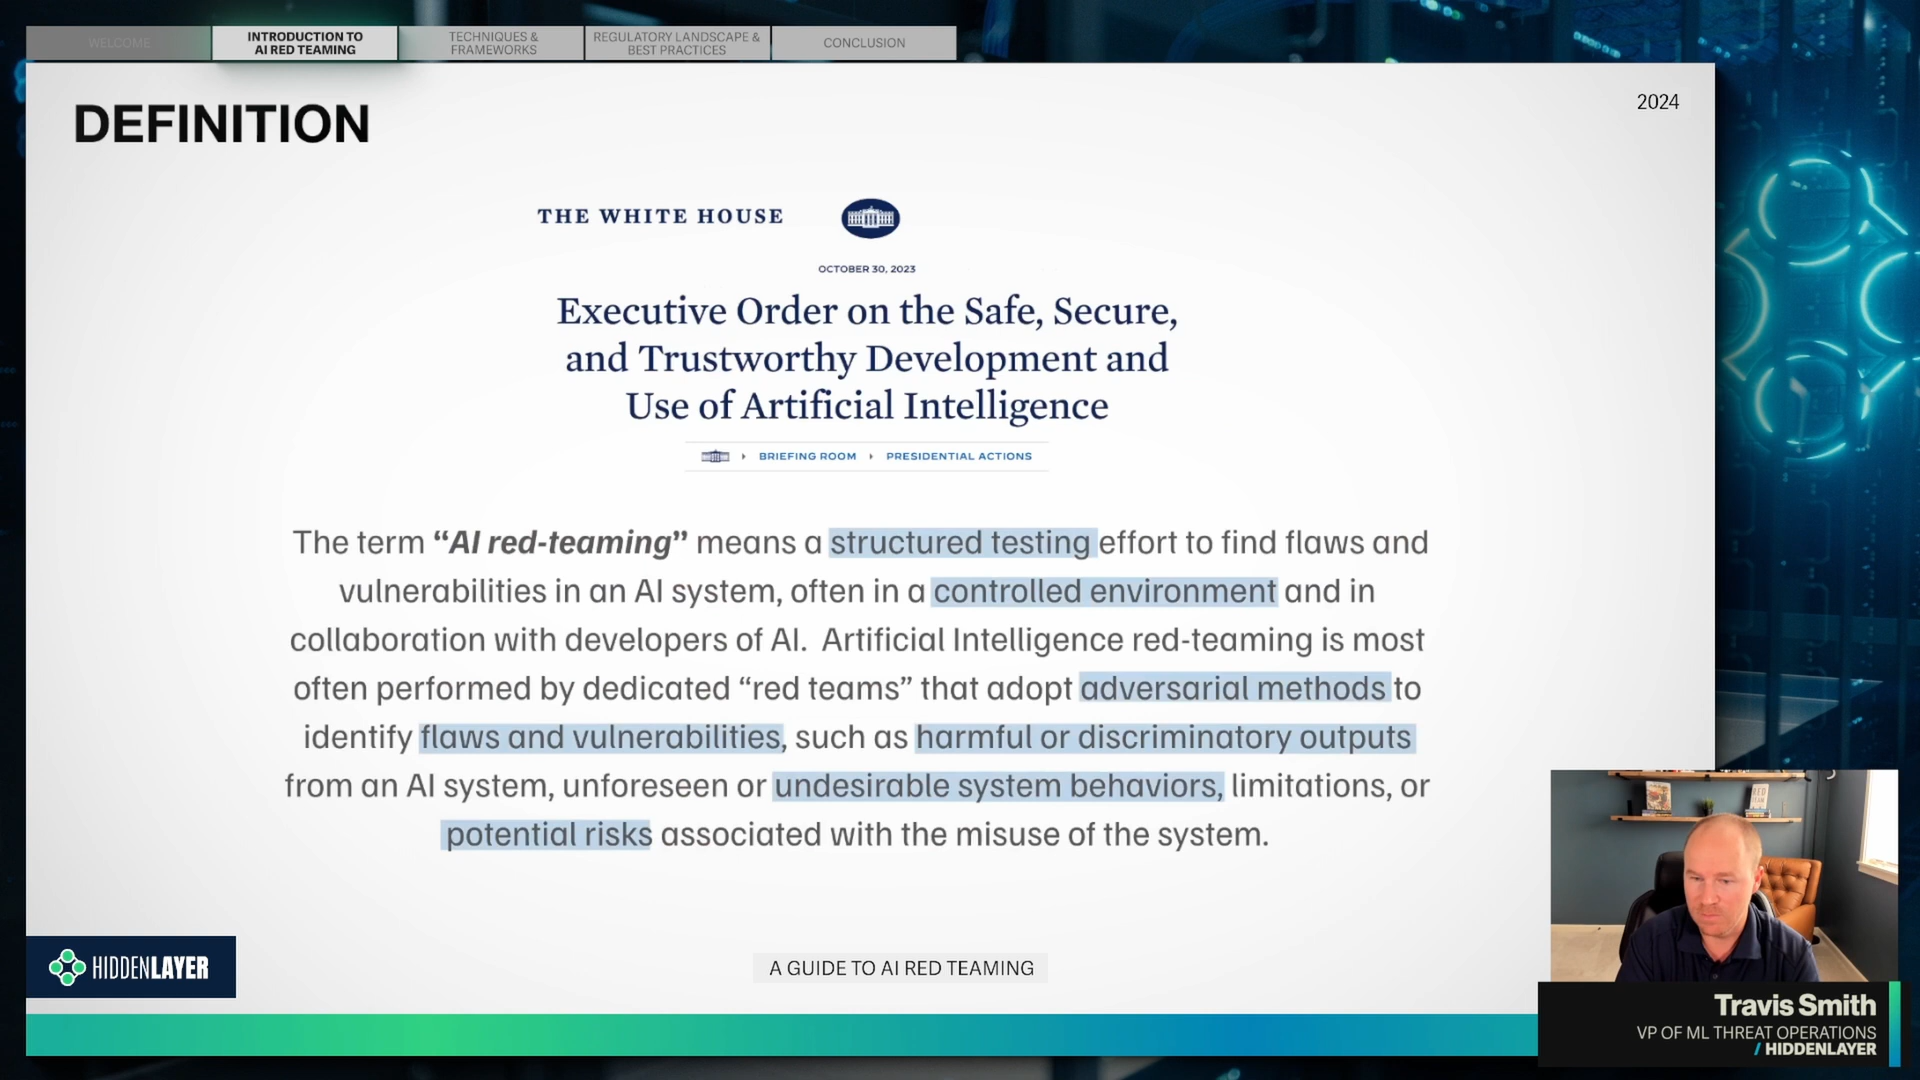 WELCOME
INTRODUCTION TO
AI RED TEAMING
TECHNIQUES &
FRAMEWORKS
REGULATORY LANDSCAPE &
BEST PRACTICES
CONCLUSION
DEFINITION
2024
THE WHITE HOUSE
OCTOBER 30, 2023
Executive Order on the Safe, Secure,
and Trustworthy Development and
Use of Artificial Intelligence
BRIEFING ROOM
PRESIDENTIAL ACTIONS
The term “AI red-teaming” means a structured testing effort to find flaws and
vulnerabilities in an AI system, often in a controlled environment and in
collaboration with developers of AI. Artificial Intelligence red-teaming is most
often performed by dedicated “red teams” that adopt adversarial methods to
identify flaws and vulnerabilities, such as harmful or discriminatory outputs
from an AI system, unforeseen or undesirable system behaviors, limitations, or
potential risks associated with the misuse of the system.
HIDDENLAYER
A GUIDE TO AI RED TEAMING
Travis Smith
VP OF ML THREAT OPERATIONS
/ HIDDENLAYER